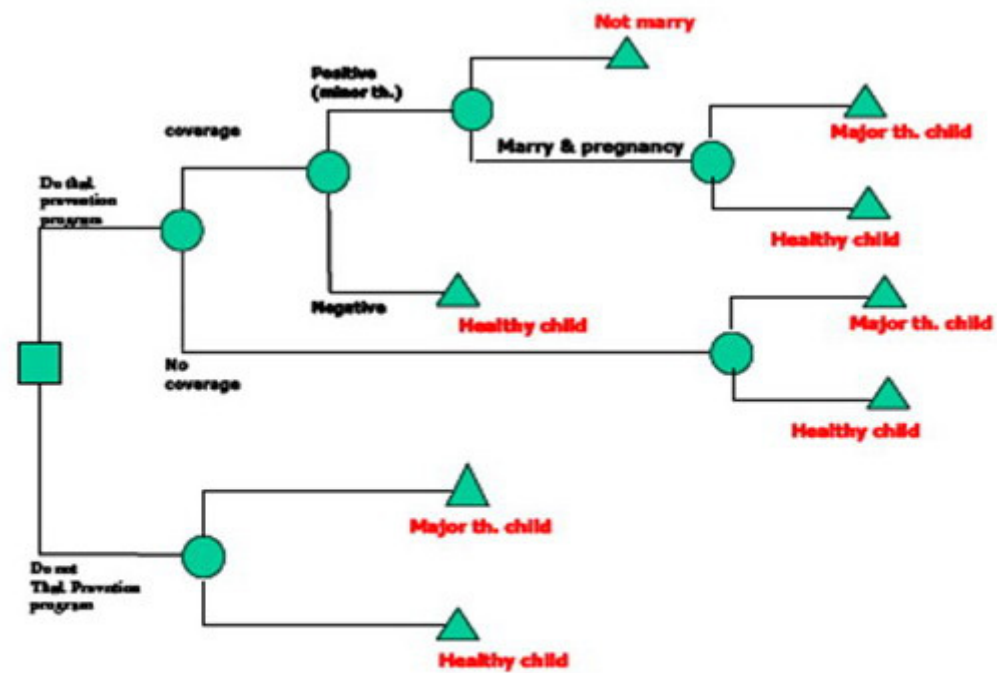 Not marry
Positive
(minor th.)
coverage
Major th. child
Marry & pregnancy
Do thal.
prevention
program
Healthy child
Negative
Healthy child
Major th. child
No
coverage
Healthy child
Major th. child
Do not
Thal. Prevention
program
Healthy child